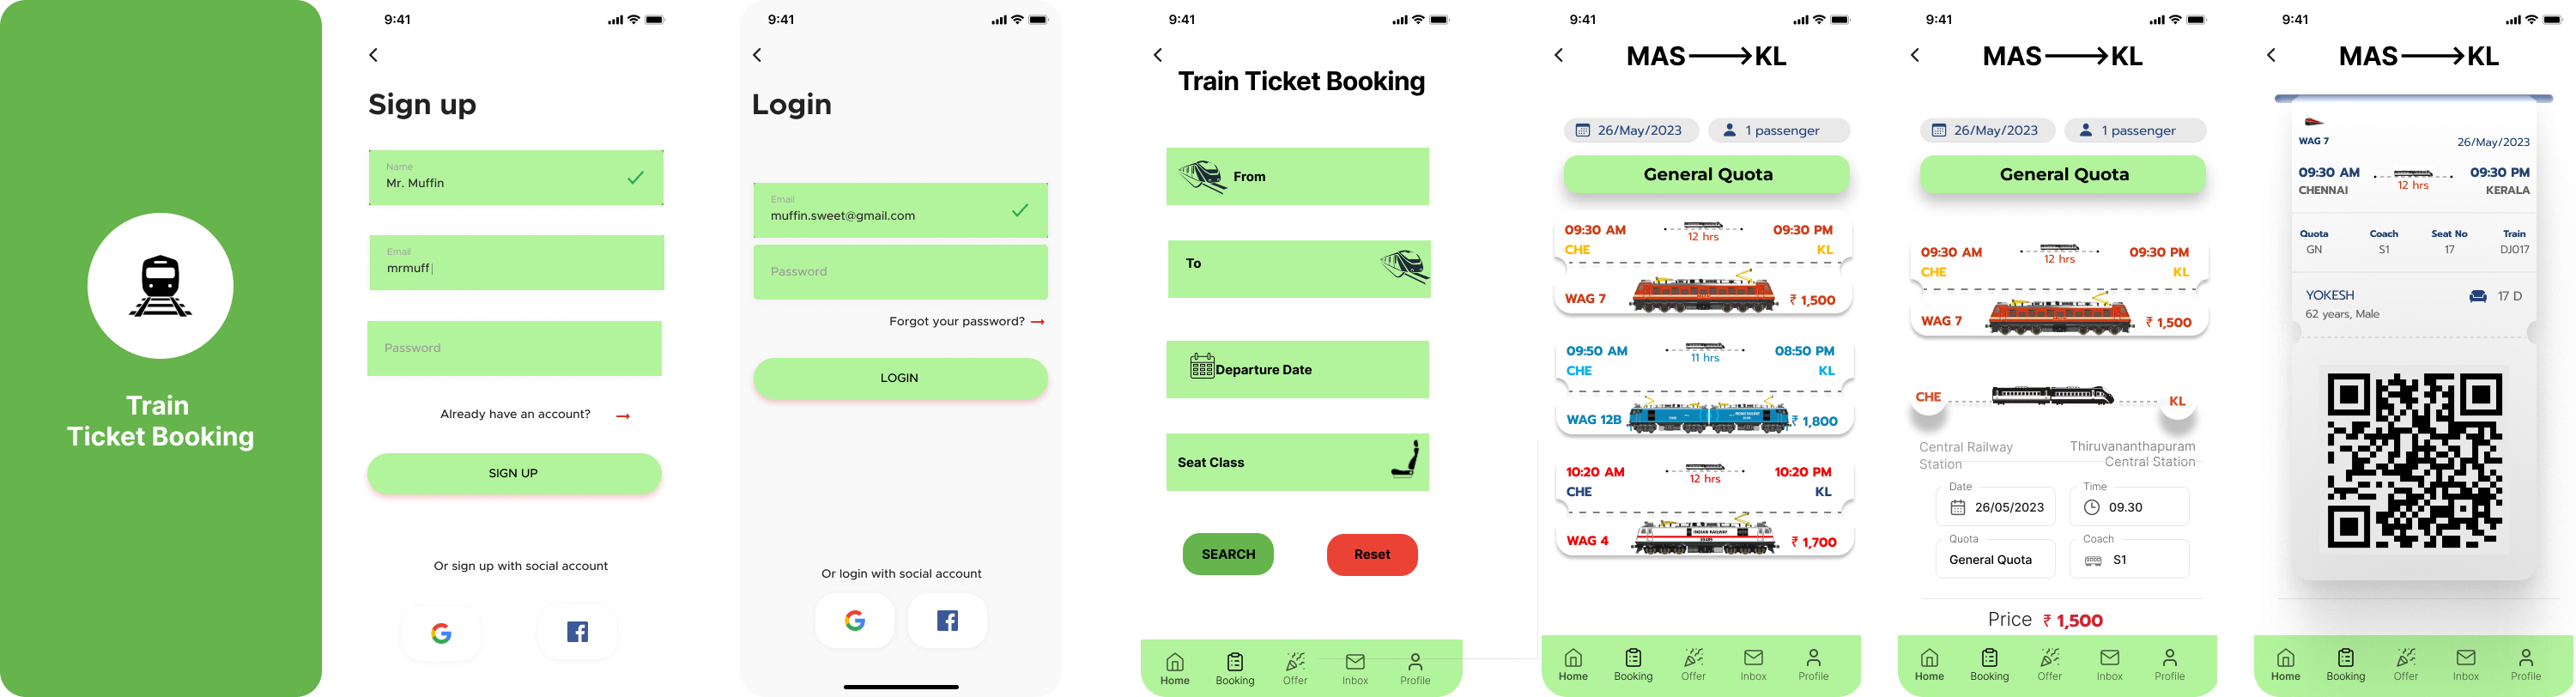 Train
Ticket Booking
9:41
Sign up
Name
Mr. Muffin
Email
mrmuff
Password
Already have an account?
SIGN UP
Or sign up with social account
9:41
Login
Email
muffin.sweet@gmail.com
Password
Forgot your password?
LOGIN
Or login with social account
9:41
Train Ticket Booking
From
To
Departure Date
Seat Class
SEARCH
Reset
Home
Booking
Offer
Inbox
Profile
9:41
MAS KL
26/May/2023
1 passenger
General Quota
09:30 AM
12 hrs
09:30 PM
CHE
KL
WAG 7
₹ 1,500
09:50 AM
11 hrs
08:50 PM
CHE
KL
WAG 12B
₹ 1,800
10:20 AM
12 hrs
10:20 PM
CHE
KL
INDIAN RAILWAY
WAG 4
₹ 1,700
Home
Booking
Offer
Inbox
Profile
9:41
MAS KL
26/May/2023
1 passenger
General Quota
09:30 AM
12 hrs
09:30 PM
CHE
KL
WAG 7
₹ 1,500
CHE
KL
Central Railway
Station
Thiruvananthapuram
Central Station
Date
26/05/2023
Time
09.30
Quota
General Quota
Coach
S1
Price ₹ 1,500
Home
Booking
Offer
Inbox
Profile
9:41
MAS KL
WAG 7
26/May/2023
09:30 AM
12 hrs
09:30 PM
CHENNAI
KERALA
Quota
Coach
Seat No
Train
GN
S1
17
DJ017
YOKESH
17 D
62 years, Male
Home
Booking
Offer
Inbox
Profile